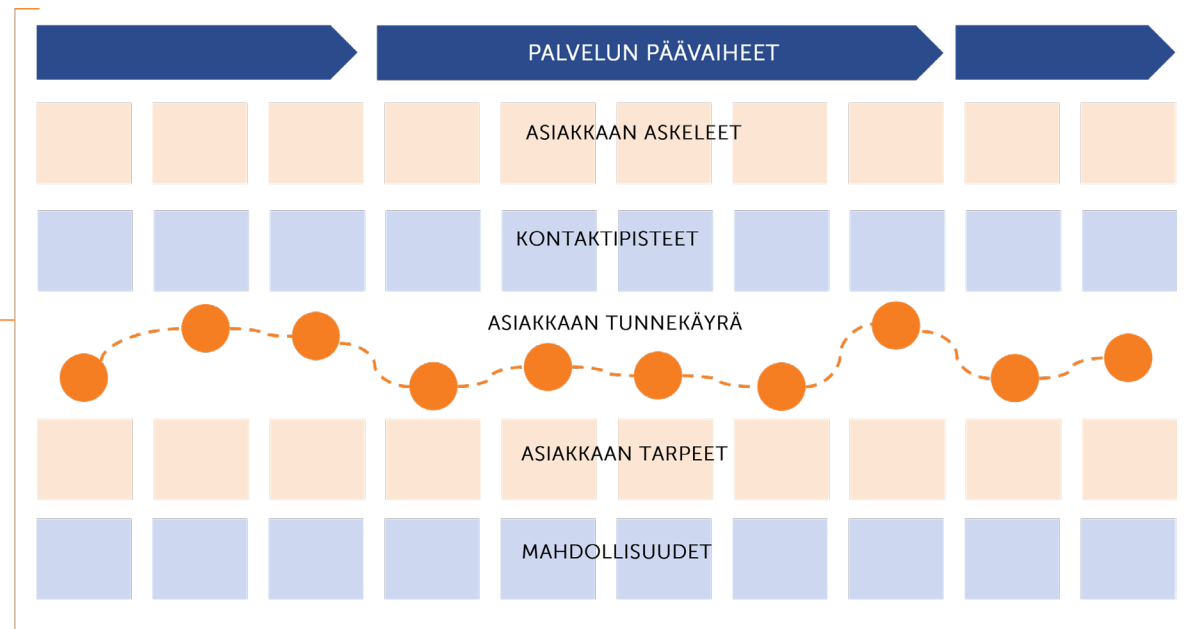 PALVELUN PÄÄVAIHEET
ASIAKKAAN ASKELEET
KONTAKTIPISTEET
ASIAKKAAN TUNNEKÄYRÄ
ASIAKKAAN TARPEET
MAHDOLLISUUDET